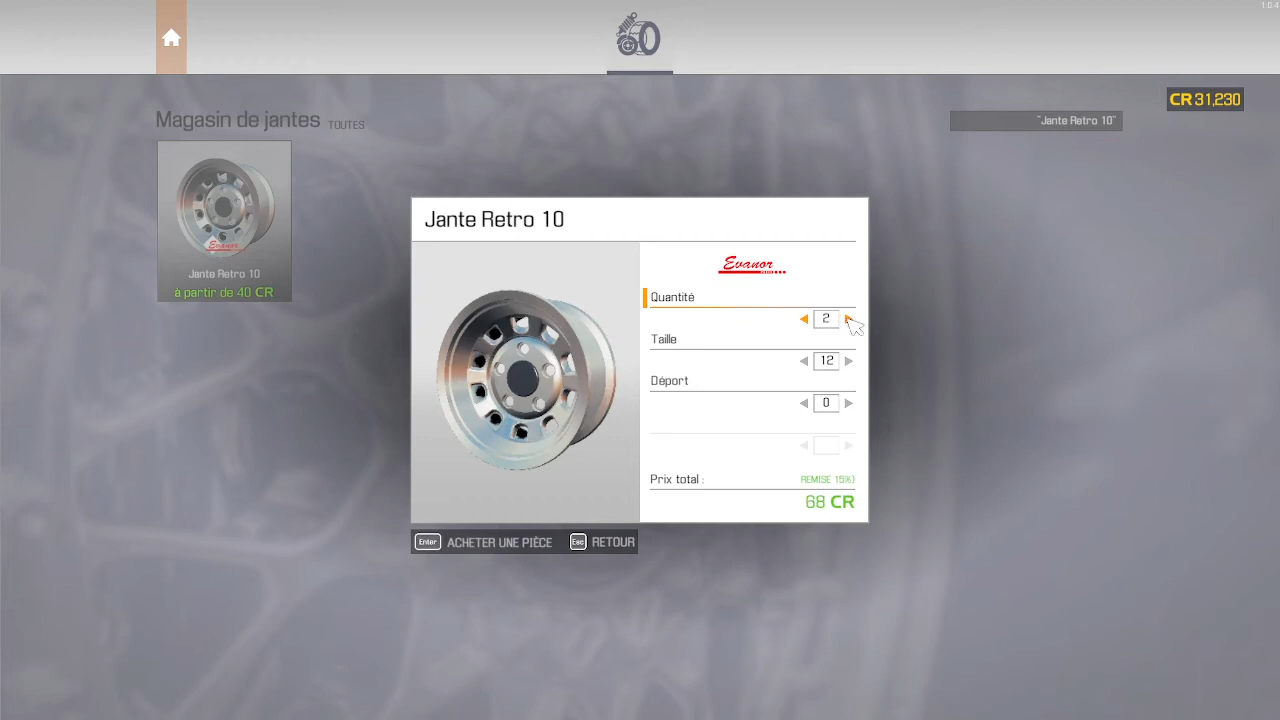 1.0.4
CR 31,230
Magasin de jantes TOUTES
"Jante Retro 10"
Jante Retro 10
à partir de 40 CR
Jante Retro 10
Evanor
Quantité
2
Taille
12
Déport
0
Prix total :
REMISE 15%)
68 CR
Enter ACHETER UNE PIÈCE Esc RETOUR